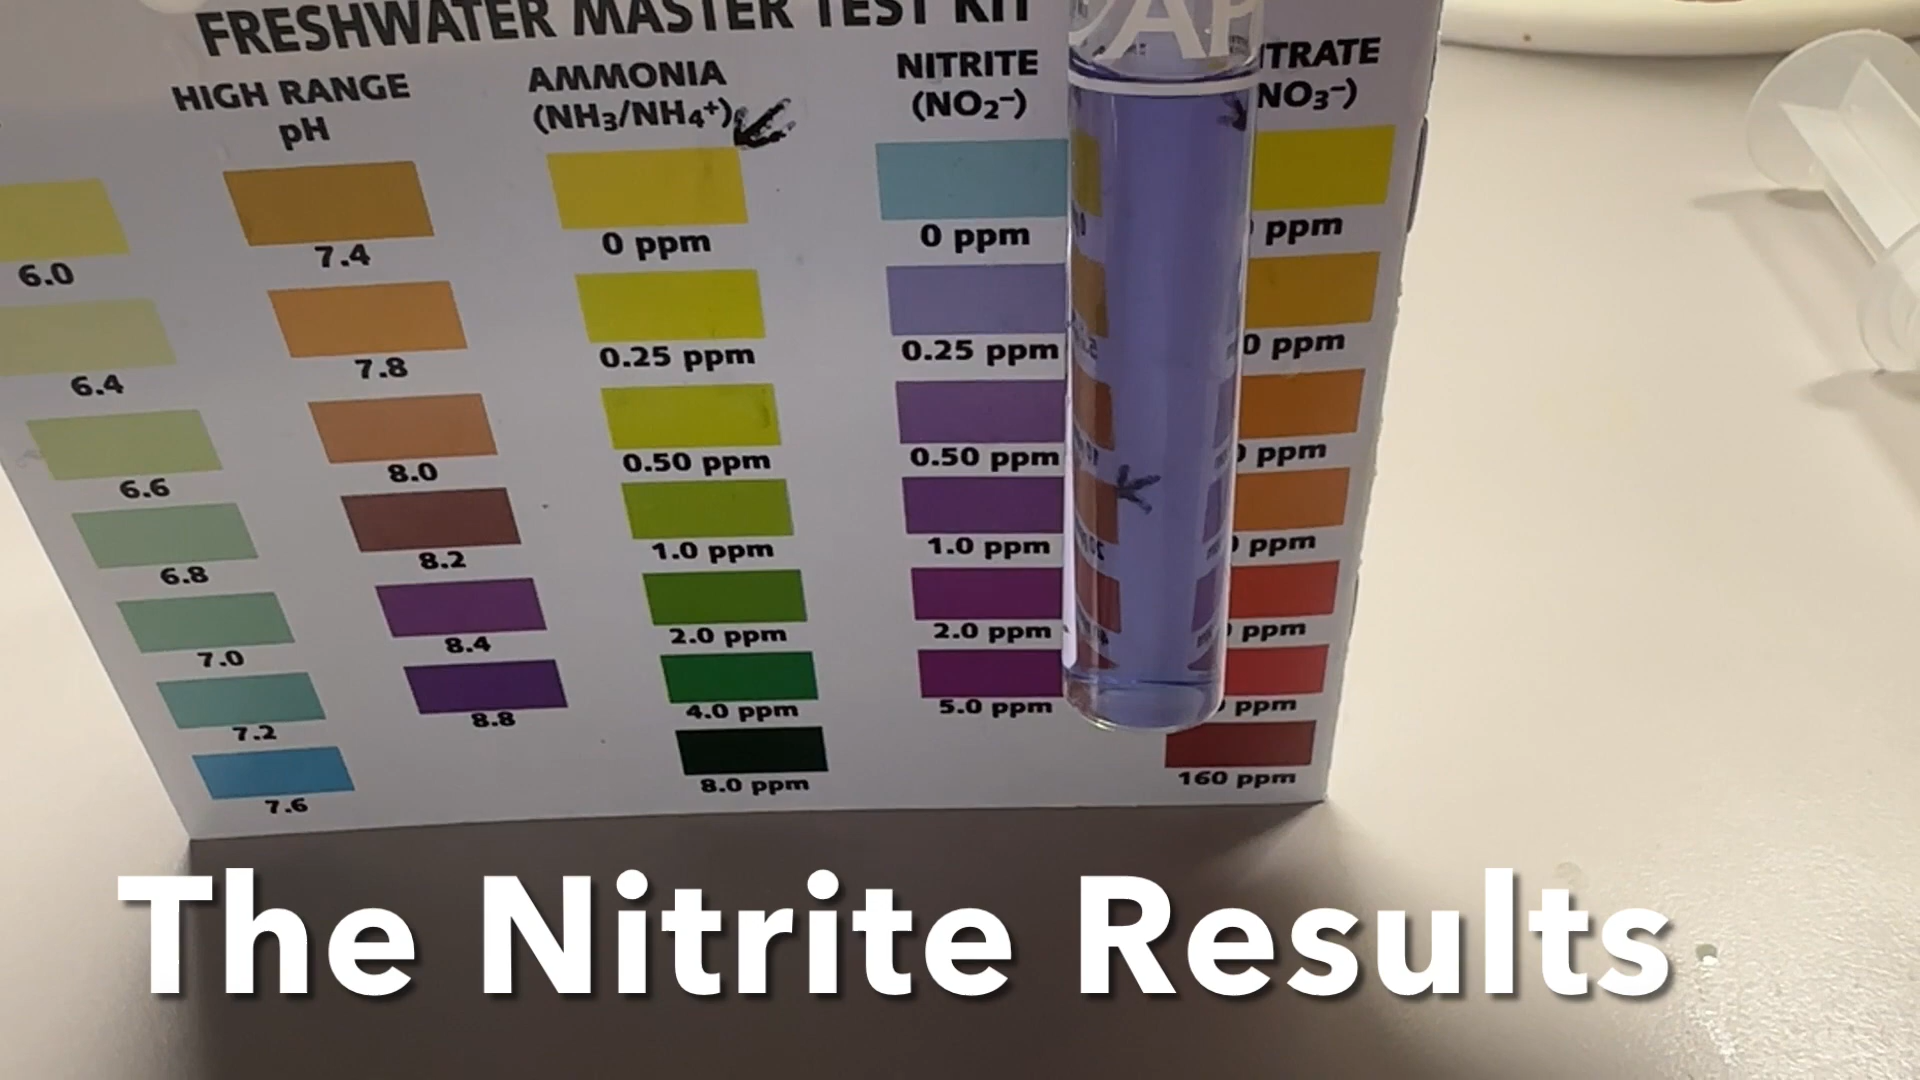 FRESHWATER MASTER TEST KIT
API
HIGH RANGE
pH
AMMONIA
(NH3/NH4+)
NITRITE
(NO2–)
ITRATE
NO3–)
6.0
6.4
6.6
6.8
7.0
7.2
7.6
7.4
7.8
8.0
8.2
8.4
8.8
0 ppm
0.25 ppm
0.50 ppm
1.0 ppm
2.0 ppm
4.0 ppm
8.0 ppm
0 ppm
0.25 ppm
0.50 ppm
1.0 ppm
2.0 ppm
5.0 ppm
ppm
0 ppm
ppm
ppm
ppm
ppm
160 ppm
The Nitrite Results